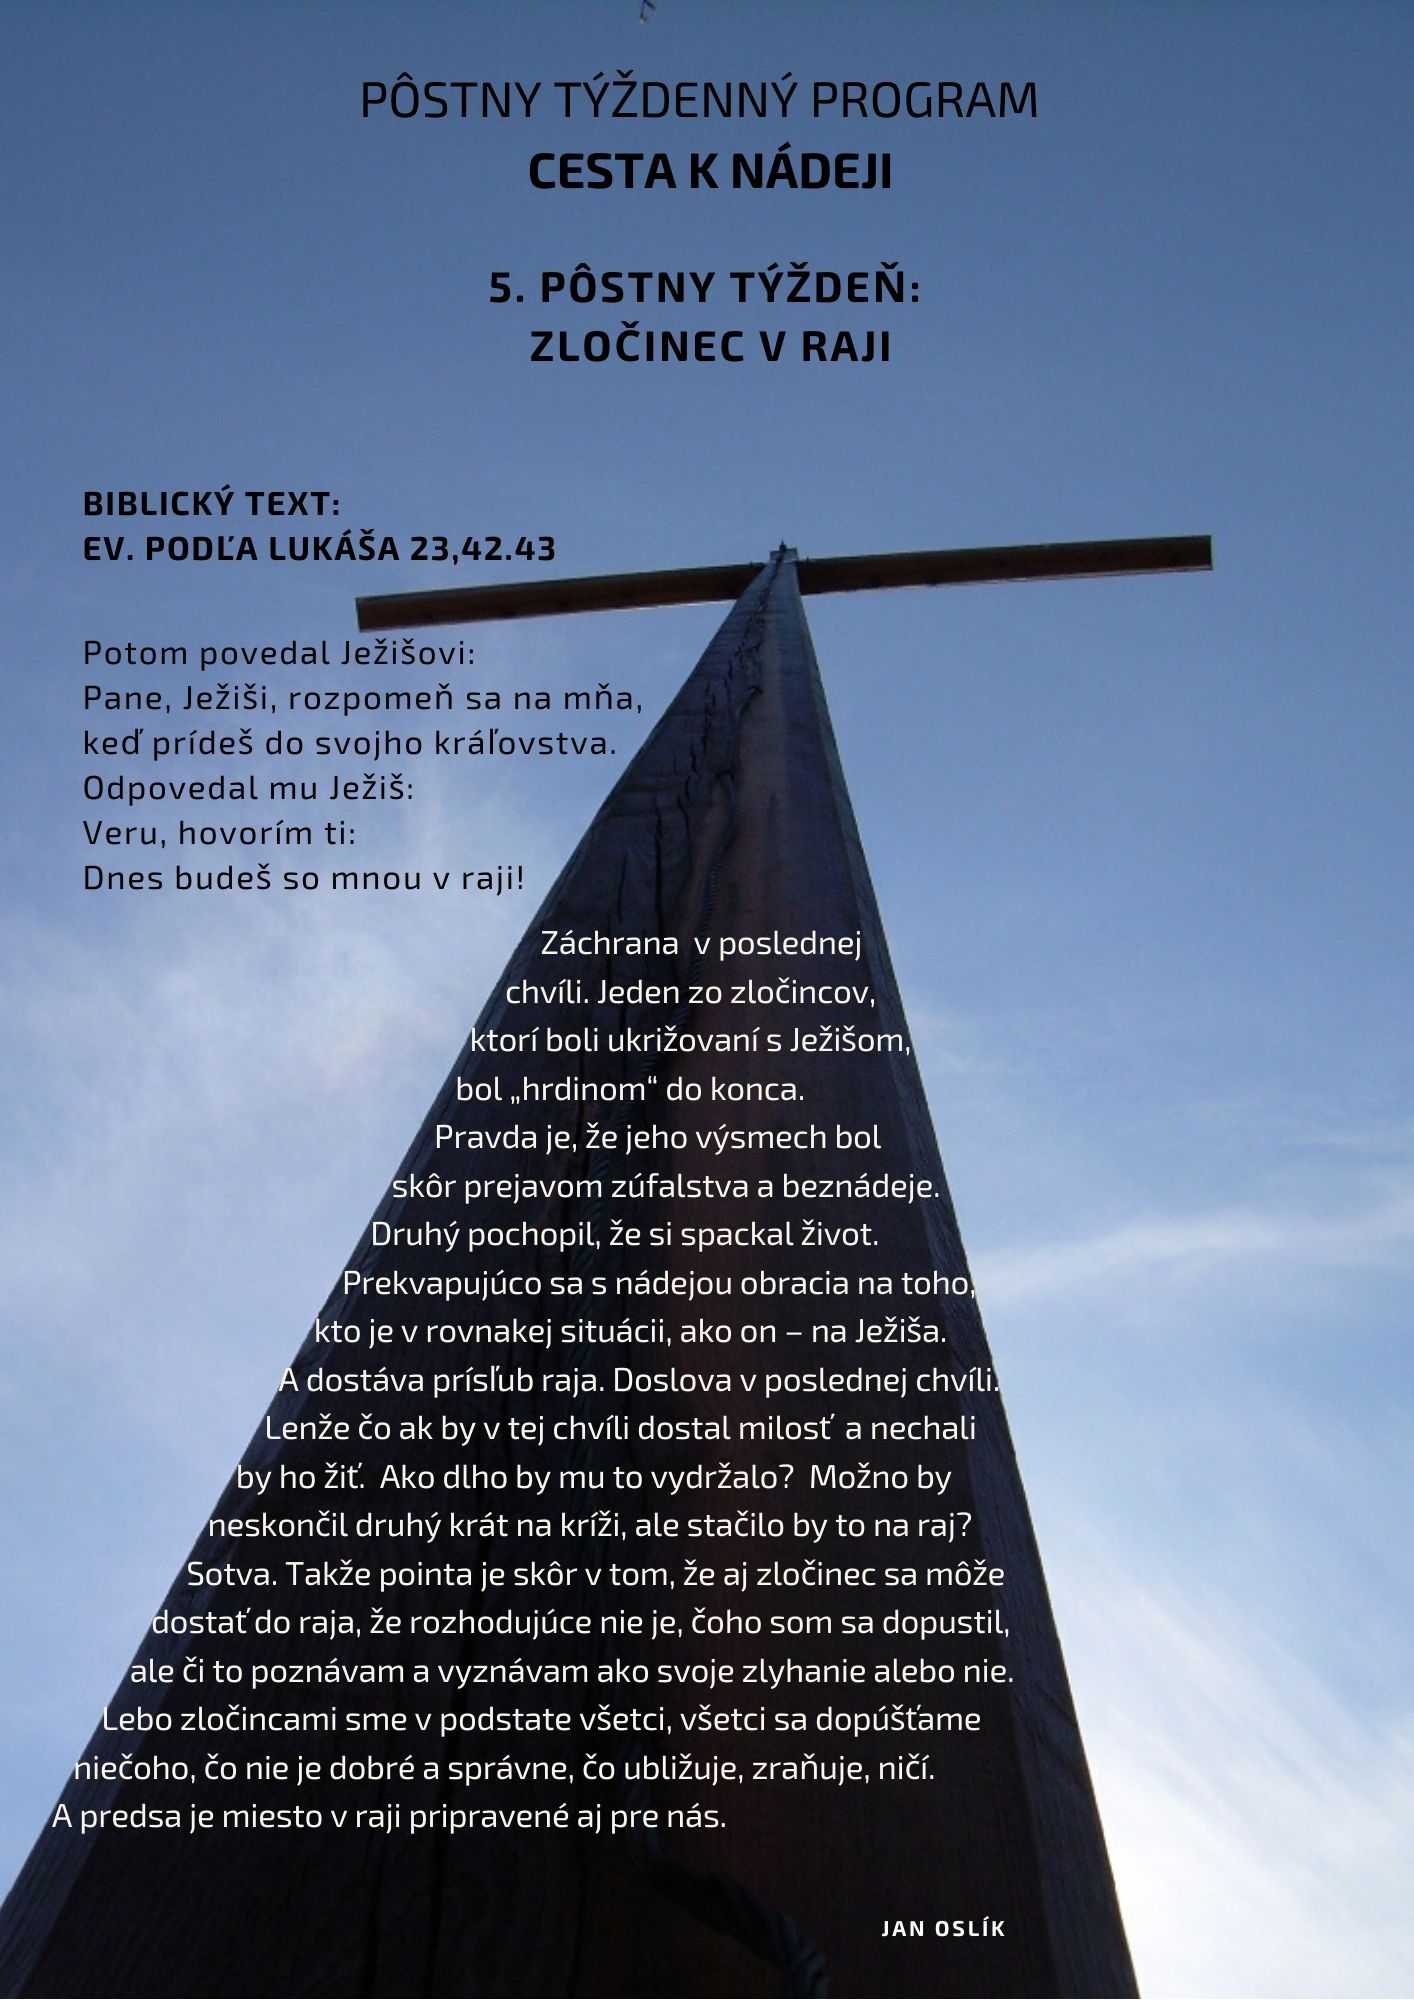 PÔSTNY TÝŽDENNÝ PROGRAM
CESTA K NÁDEJI
5. PÔSTNY TÝŽDEŇ:
ZLOČINEC V RAJI
BIBLICKÝ TEXT:
EV. PODĽA LUKÁŠA 23,42.43
Potom povedal Ježišovi:
Pane, Ježiši, rozpomeň sa na mňa,
keď prídeš do svojho kráľovstva.
Odpovedal mu Ježiš:
Veru, hovorím ti:
Dnes budeš so mnou v raji!
Záchrana v poslednej
chvíli. Jeden zo zločincov,
ktorí boli ukrižovaní s Ježišom,
bol „hrdinom“ do konca.
Pravda je, že jeho výsmech bol
skôr prejavom zúfalstva a beznádeje.
Druhý pochopil, že si spackal život.
Prekvapujúco sa s nádejou obracia na toho,
kto je v rovnakej situácii, ako on – na Ježiša.
A dostáva prísľub raja. Doslova v poslednej chvíli.
Lenže čo ak by v tej chvíli dostal milosť a nechali
by ho žiť. Ako dlho by mu to vydržalo? Možno by
neskončil druhý krát na kríži, ale stačilo by to na raj?
Sotva. Takže pointa je skôr v tom, že aj zločinec sa môže
dostať do raja, že rozhodujúce nie je, čoho som sa dopustil,
ale či to poznávam a vyznávam ako svoje zlyhanie alebo nie.
Lebo zločincami sme v podstate všetci, všetci sa dopúšťame
niečoho, čo nie je dobré a správne, čo ubližuje, zraňuje, ničí.
A predsa je miesto v raji pripravené aj pre nás.
JAN OSLÍK